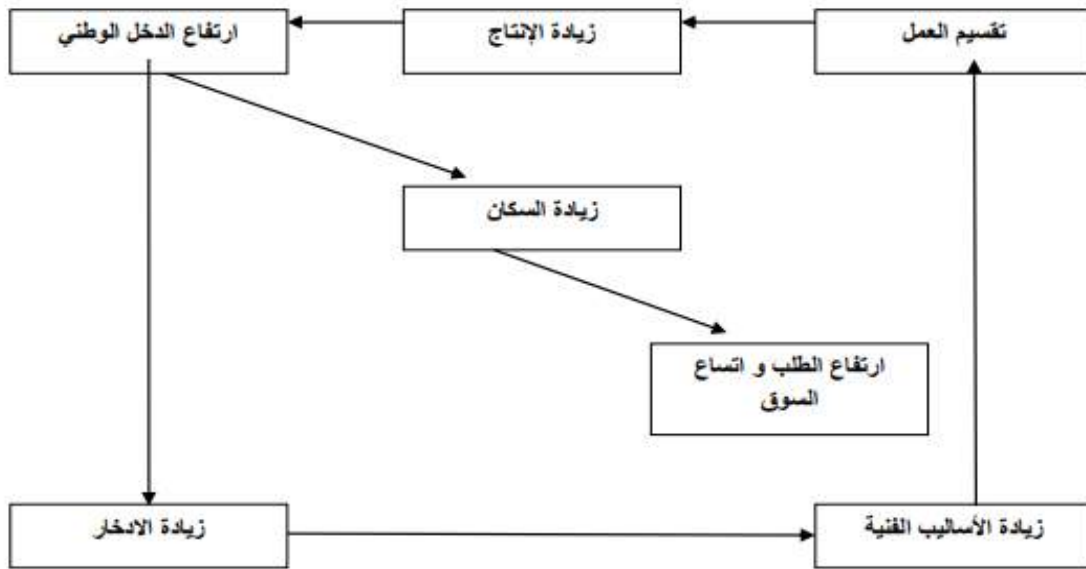 تقسيم العمل
زيادة الإنتاج
ارتفاع الدخل الوطني
زيادة السكان
ارتفاع الطلب و اتساع
السوق
زيادة الأساليب الفنية
زيادة الادخار